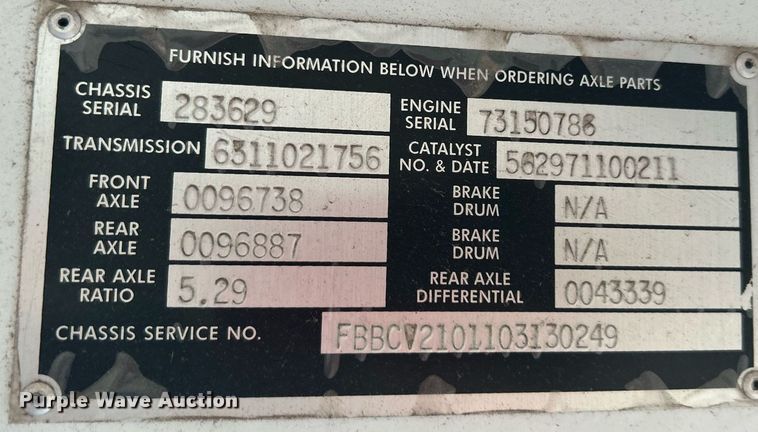 FURNISH INFORMATION BELOW WHEN ORDERING AXLE PARTS
CHASSIS SERIAL 283629
ENGINE SERIAL 73150786
TRANSMISSION 6311021756
CATALYST NO. & DATE 562971100211
FRONT AXLE 0096738
BRAKE DRUM N/A
REAR AXLE 0096887
BRAKE DRUM N/A
REAR AXLE RATIO 5.29
REAR AXLE DIFFERENTIAL 0043339
CHASSIS SERVICE NO. FBBCV2101103130249
Purple Wave Auction